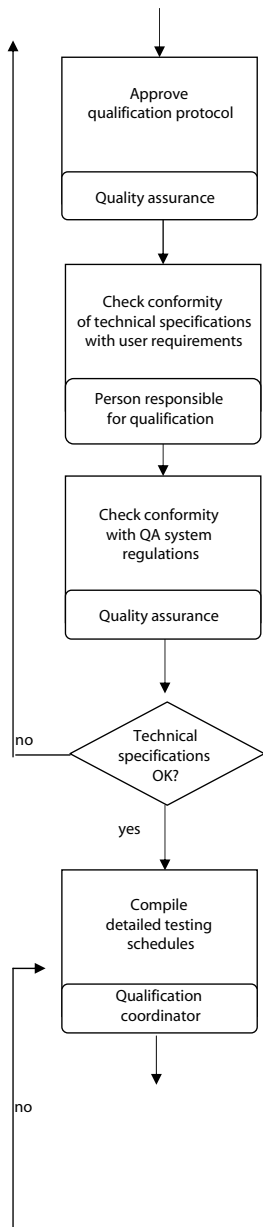 Approve
qualification protocol
Quality assurance
Check conformity
of technical specifications
with user requirements
Person responsible
for qualification
Check conformity
with QA system
regulations
Quality assurance
no
Technical
specifications
OK?
yes
Compile
detailed testing
schedules
Qualification
coordinator
no